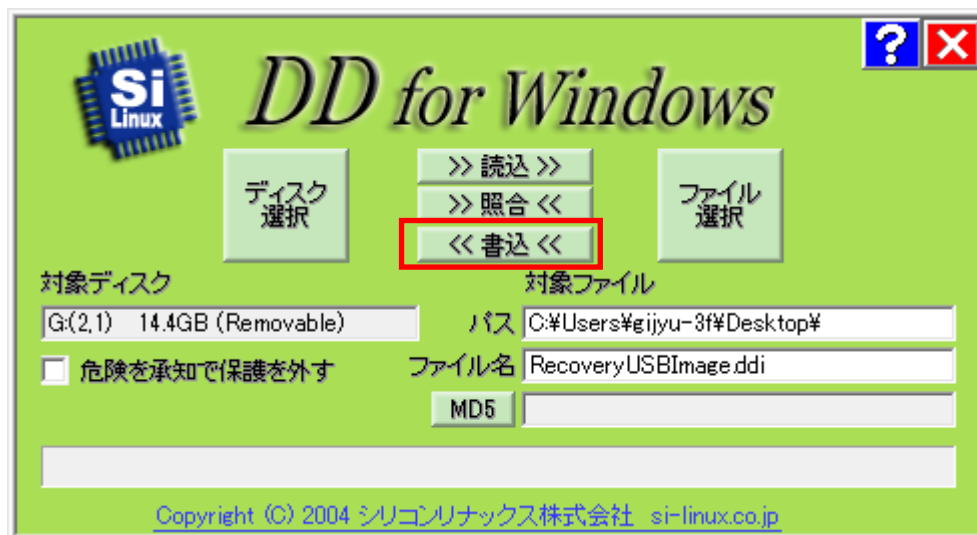 Si
Linux
DD for Windows
?
ディスク
選択
>> 読込 >>
>> 照合 <<
<< 書込 <<
ファイル
選択
対象ディスク
対象ファイル
G:(2,1) 14.4GB (Removable)
パス
C:¥Users¥gijyu-3f¥Desktop¥
危険を承知で保護を外す
ファイル名
RecoveryUSBImage.ddi
MD5
Copyright (C) 2004 シリコンリナックス株式会社 si-linux.co.jp